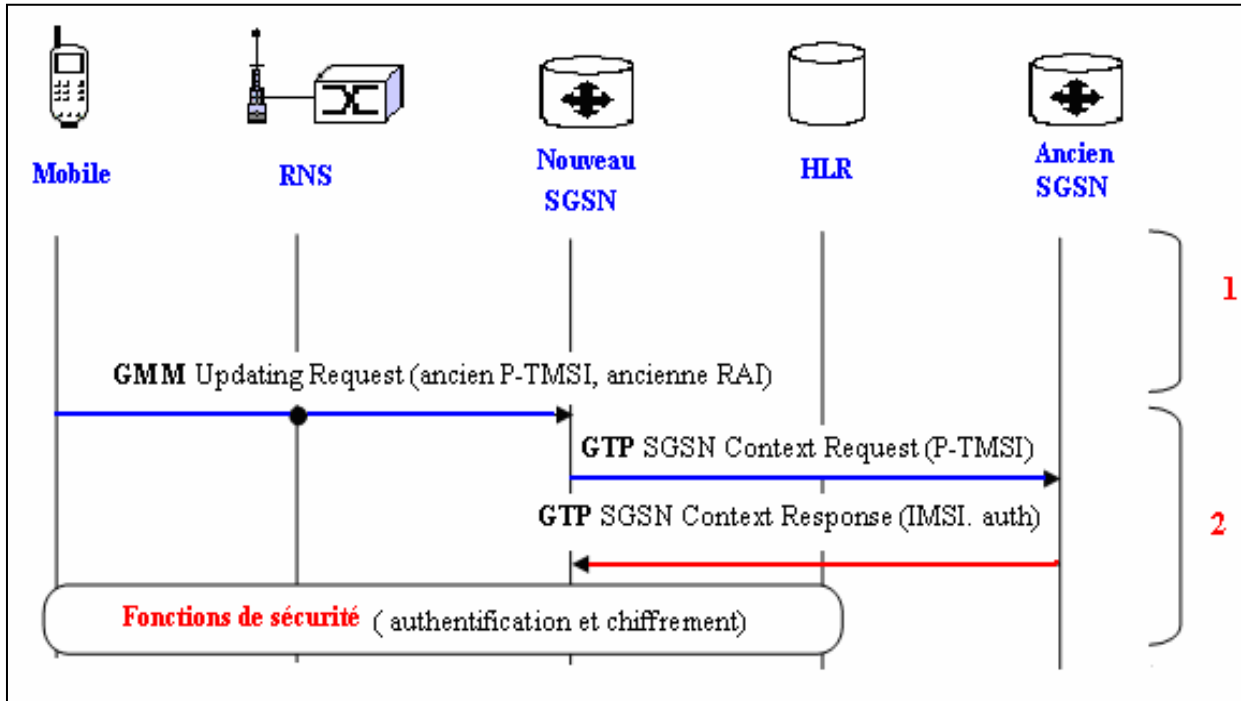 Mobile
RNS
Nouveau
SGSN
HLR
Ancien
SGSN
1
GMM Updating Request (ancien P-TMSI, ancienne RAI)
GTP SGSN Context Request (P-TMSI)
GTP SGSN Context Response (IMSI. auth)
2
Fonctions de sécurité ( authentification et chiffrement)